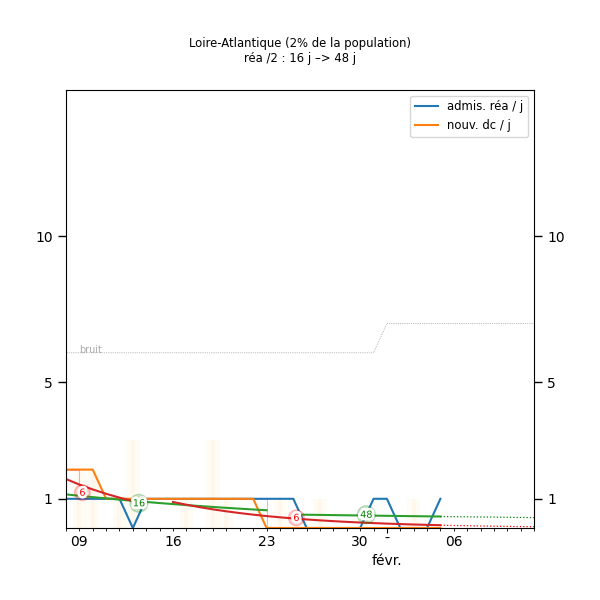 Loire-Atlantique (2% de la population)
réa /2 : 16 j –> 48 j
admis. réa / j
nouv. dc / j
10
10
bruit
5
5
6
16
48
6
1
1
09
16
23
30
-
06
févr.